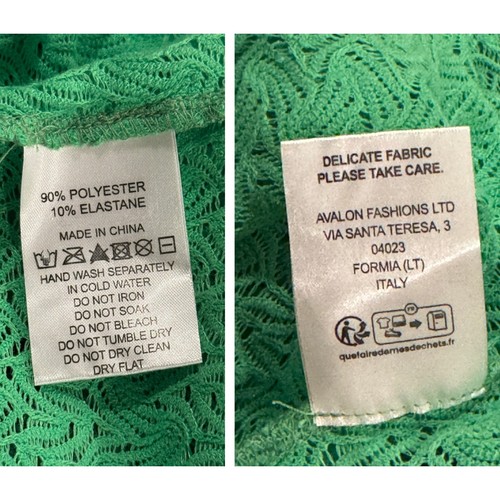 90% POLYESTER
10% ELASTANE
MADE IN CHINA
HAND WASH SEPARATELY
IN COLD WATER
DO NOT IRON
DO NOT SOAK
DO NOT BLEACH
DO NOT TUMBLE DRY
DO NOT DRY CLEAN
DRY FLAT
DELICATE FABRIC
PLEASE TAKE CARE.
AVALON FASHIONS LTD
VIA SANTA TERESA, 3
04023
FORMIA (LT)
ITALY
FR
quefairedemesdechets.fr